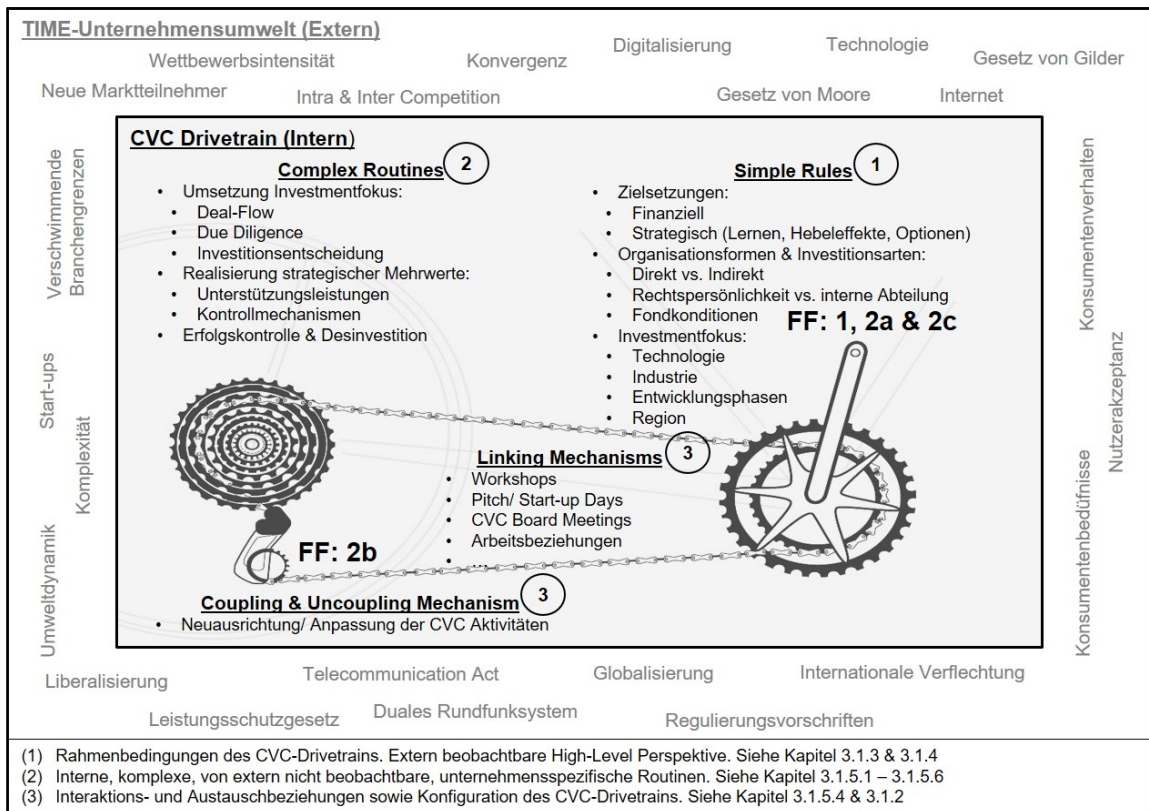 TIME-Unternehmensumwelt (Extern)
Digitalisierung
Technologie
Wettbewerbsintensität
Konvergenz
Gesetz von Gilder
Neue Marktteilnehmer
Intra & Inter Competition
Gesetz von Moore
Internet
Verschwimmende
Branchengrenzen
Start-ups
Komplexität
Umweltdynamik
CVC Drivetrain (Intern)
Complex Routines
2
• Umsetzung Investmentfokus:
• Deal-Flow
• Due Diligence
• Investitionsentscheidung
• Realisierung strategischer Mehrwerte:
• Unterstützungsleistungen
• Kontrollmechanismen
• Erfolgskontrolle & Desinvestition
Simple Rules
1
• Zielsetzungen:
• Finanziell
• Strategisch (Lernen, Hebeleffekte, Optionen)
• Organisationsformen & Investitionsarten:
• Direkt vs. Indirekt
• Rechtspersönlichkeit vs. interne Abteilung
• Fondkonditionen
FF: 1, 2a & 2c
• Investmentfokus:
• Technologie
• Industrie
• Entwicklungsphasen
• Region
Linking Mechanisms
3
• Workshops
• Pitch/ Start-up Days
• CVC Board Meetings
• Arbeitsbeziehungen
• ...
FF: 2b
Coupling & Uncoupling Mechanism
3
• Neuausrichtung/ Anpassung der CVC Aktivitäten
Konsumentenverhalten
Nutzerakzeptanz
Konsumentenbedüfnisse
Liberalisierung
Telecommunication Act
Globalisierung
Internationale Verflechtung
Leistungsschutzgesetz
Duales Rundfunksystem
Regulierungsvorschriften
(1) Rahmenbedingungen des CVC-Drivetrains. Extern beobachtbare High-Level Perspektive. Siehe Kapitel 3.1.3 & 3.1.4
(2) Interne, komplexe, von extern nicht beobachtbare, unternehmensspezifische Routinen. Siehe Kapitel 3.1.5.1 – 3.1.5.6
(3) Interaktions- und Austauschbeziehungen sowie Konfiguration des CVC-Drivetrains. Siehe Kapitel 3.1.5.4 & 3.1.2